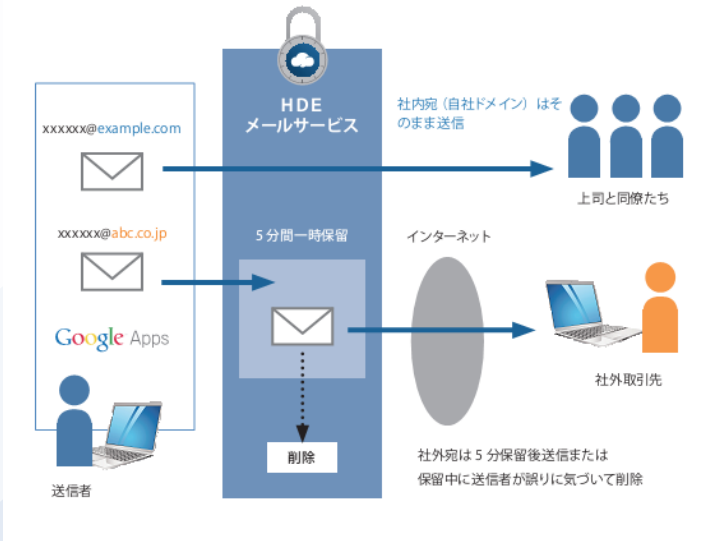 HDE
メールサービス
社内宛（自社ドメイン）はそ
のまま送信
xxxxxx@example.com
上司と同僚たち
xxxxxx@abc.co.jp
5分間一時保留
インターネット
Google Apps
社外取引先
削除
社外宛は5分保留後送信または
保留中に送信者が誤りに気づいて削除
送信者